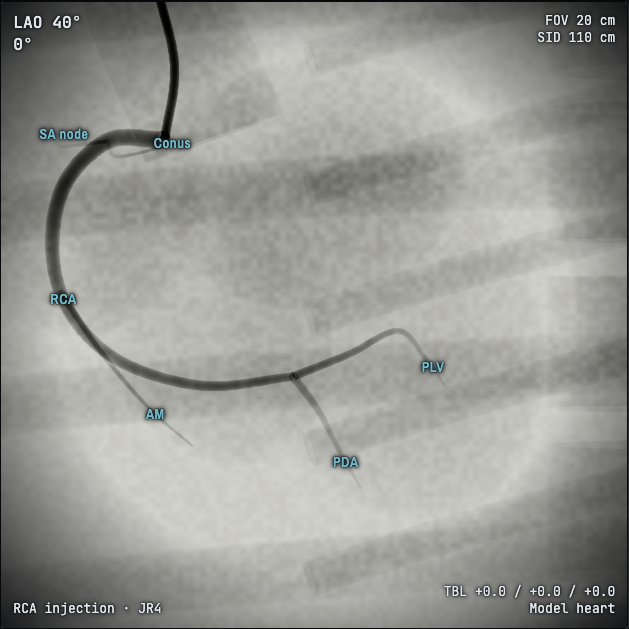 LAO 40°
0°
FOV 20 cm
SID 110 cm
SA node
Conus
RCA
PLV
AM
PDA
TBL +0.0 / +0.0 / +0.0
RCA injection · JR4
Model heart